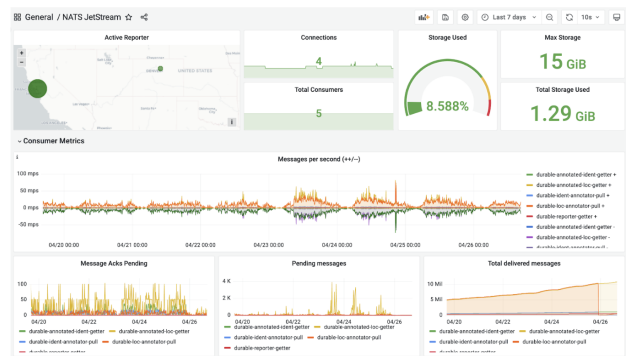 General / NATS JetStream
Last 7 days
10s
Active Reporter
UNITED STATES
Connections
4
Total Consumers
5
Storage Used
8.588%
Max Storage
15 GiB
Total Storage Used
1.29 GiB
Consumer Metrics
Messages per second (++/--)
100 mps
50 mps
0 mps
-50 mps
04/20 00:00
04/21 00:00
04/22 00:00
04/23 00:00
04/24 00:00
04/25 00:00
04/26 00:00
durable-annotated-ident-getter +
durable-annotated-loc-getter +
durable-ident-annotator-pull +
durable-loc-annotator-pull +
durable-reporter-getter +
durable-annotated-ident-getter -
durable-annotated-loc-getter -
durable-ident-annotator-pull -
Message Acks Pending
100
50
0
04/20
04/22
04/24
04/26
durable-annotated-ident-getter
durable-annotated-loc-getter
durable-ident-annotator-pull
durable-loc-annotator-pull
durable-reporter-getter
Pending messages
4 K
2 K
0
04/20
04/22
04/24
04/26
durable-annotated-ident-getter
durable-annotated-loc-getter
durable-ident-annotator-pull
durable-loc-annotator-pull
durable-reporter-getter
Total delivered messages
10 Mil
5 Mil
0
04/20
04/22
04/24
04/26
durable-annotated-ident-getter
durable-annotated-loc-getter
durable-ident-annotator-pull
durable-loc-annotator-pull